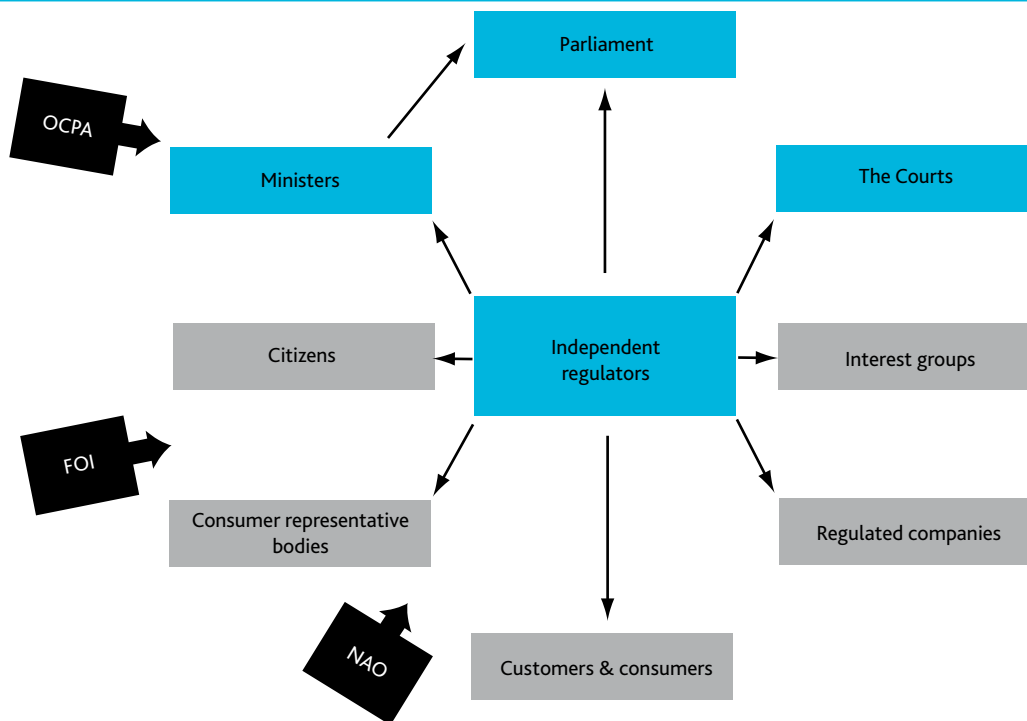 Parliament
OCPA
Ministers
The Courts
Citizens
Independent
regulators
Interest groups
FOI
Consumer representative
bodies
Regulated companies
NAO
Customers & consumers